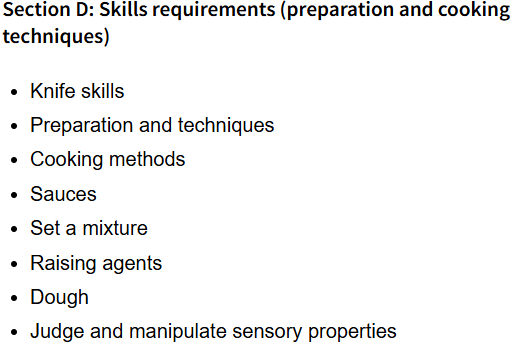 Section D: Skills requirements (preparation and cooking
techniques)
• Knife skills
• Preparation and techniques
• Cooking methods
• Sauces
• Set a mixture
• Raising agents
• Dough
• Judge and manipulate sensory properties